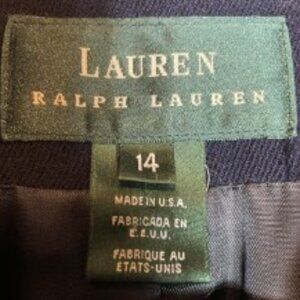 LAUREN
RALPH LAUREN
14
MADE IN U.S.A.
FABRICADA EN
E.E.U.U.
FABRIQUE AU
ETATS-UNIS